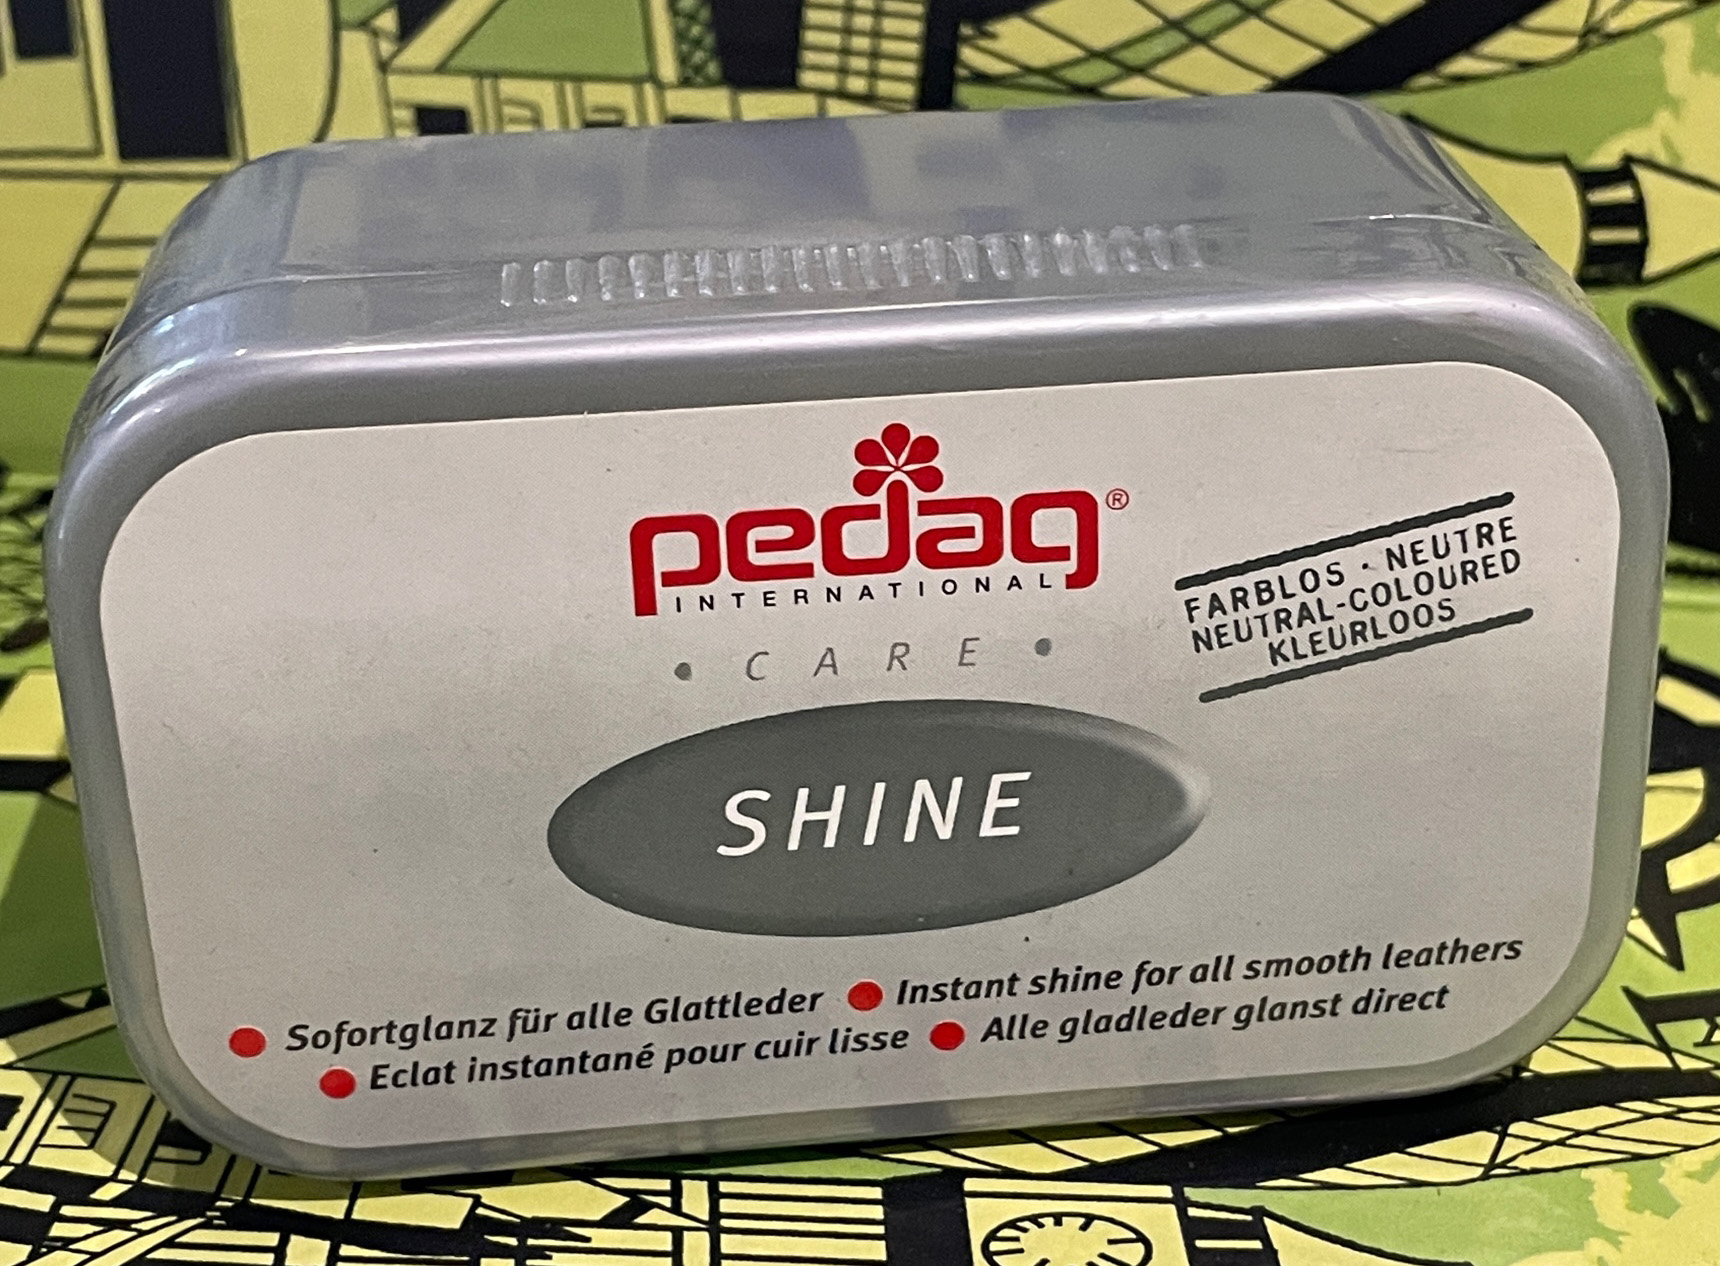 pedag®
INTERNATIONAL
• CARE •
FARBLOS • NEUTRE
NEUTRAL-COLOURED
KLEURLOOS
SHINE
● Sofortglanz für alle Glattleder ● Instant shine for all smooth leathers
● Eclat instantané pour cuir lisse ● Alle gladleder glanst direct